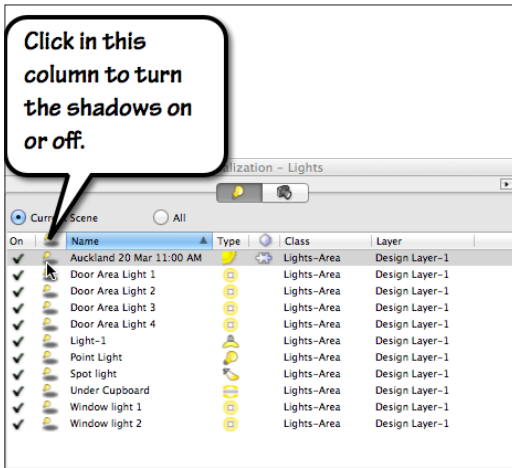 Click in this
column to turn
the shadows on
or off.
alization – Lights
Current Scene All
On Name Type Class Layer
Auckland 20 Mar 11:00 AM Lights-Area Design Layer-1
Door Area Light 1 Lights-Area Design Layer-1
Door Area Light 2 Lights-Area Design Layer-1
Door Area Light 3 Lights-Area Design Layer-1
Door Area Light 4 Lights-Area Design Layer-1
Light-1 Lights-Area Design Layer-1
Point Light Lights-Area Design Layer-1
Spot light Lights-Area Design Layer-1
Under Cupboard Lights-Area Design Layer-1
Window light 1 Lights-Area Design Layer-1
Window light 2 Lights-Area Design Layer-1